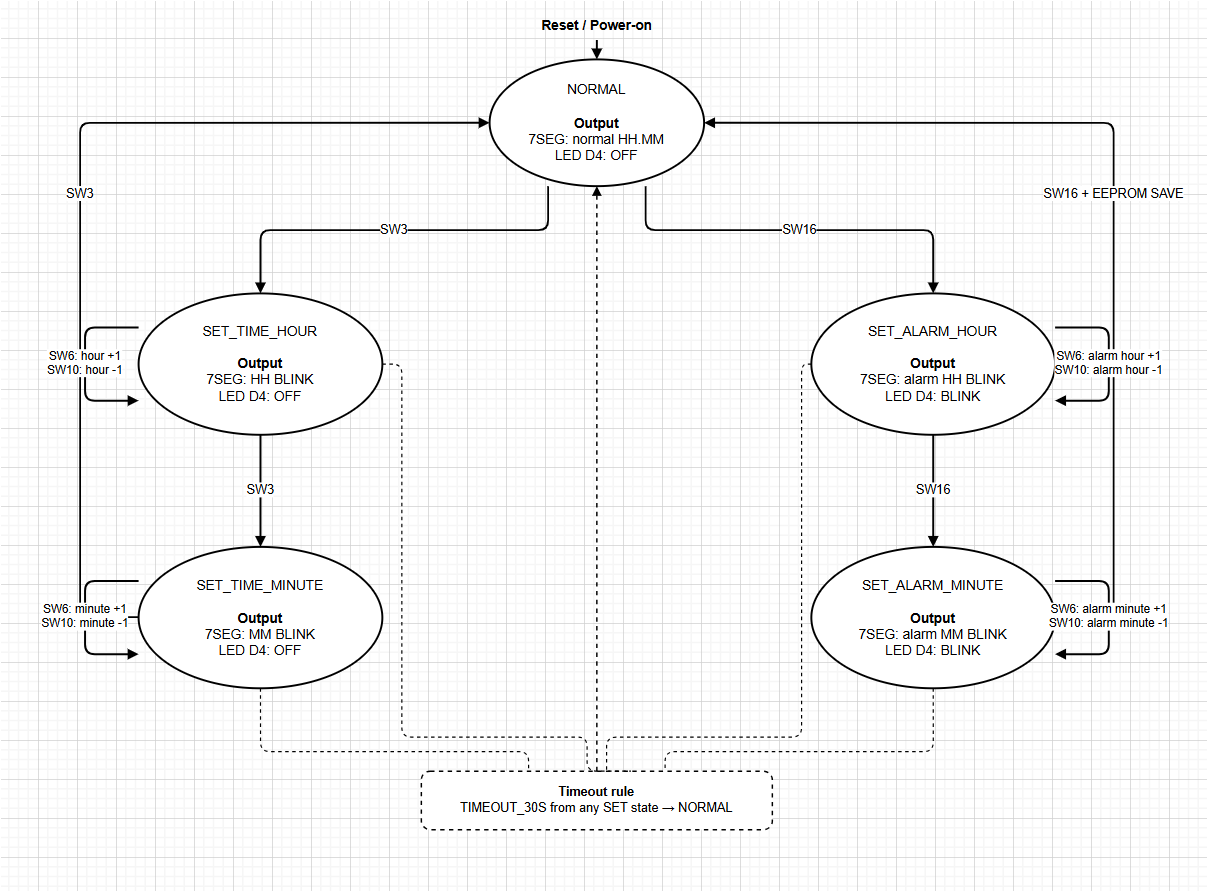 Reset / Power-on
NORMAL
Output
7SEG: normal HH.MM
LED D4: OFF
SW3
SW16 + EEPROM SAVE
SW3
SW16
SET_TIME_HOUR
Output
7SEG: HH BLINK
LED D4: OFF
SW6: hour +1
SW10: hour -1
SET_ALARM_HOUR
Output
7SEG: alarm HH BLINK
LED D4: BLINK
SW6: alarm hour +1
SW10: alarm hour -1
SW3
SW16
SET_TIME_MINUTE
Output
7SEG: MM BLINK
LED D4: OFF
SW6: minute +1
SW10: minute -1
SET_ALARM_MINUTE
Output
7SEG: alarm MM BLINK
LED D4: BLINK
SW6: alarm minute +1
SW10: alarm minute -1
Timeout rule
TIMEOUT_30S from any SET state → NORMAL